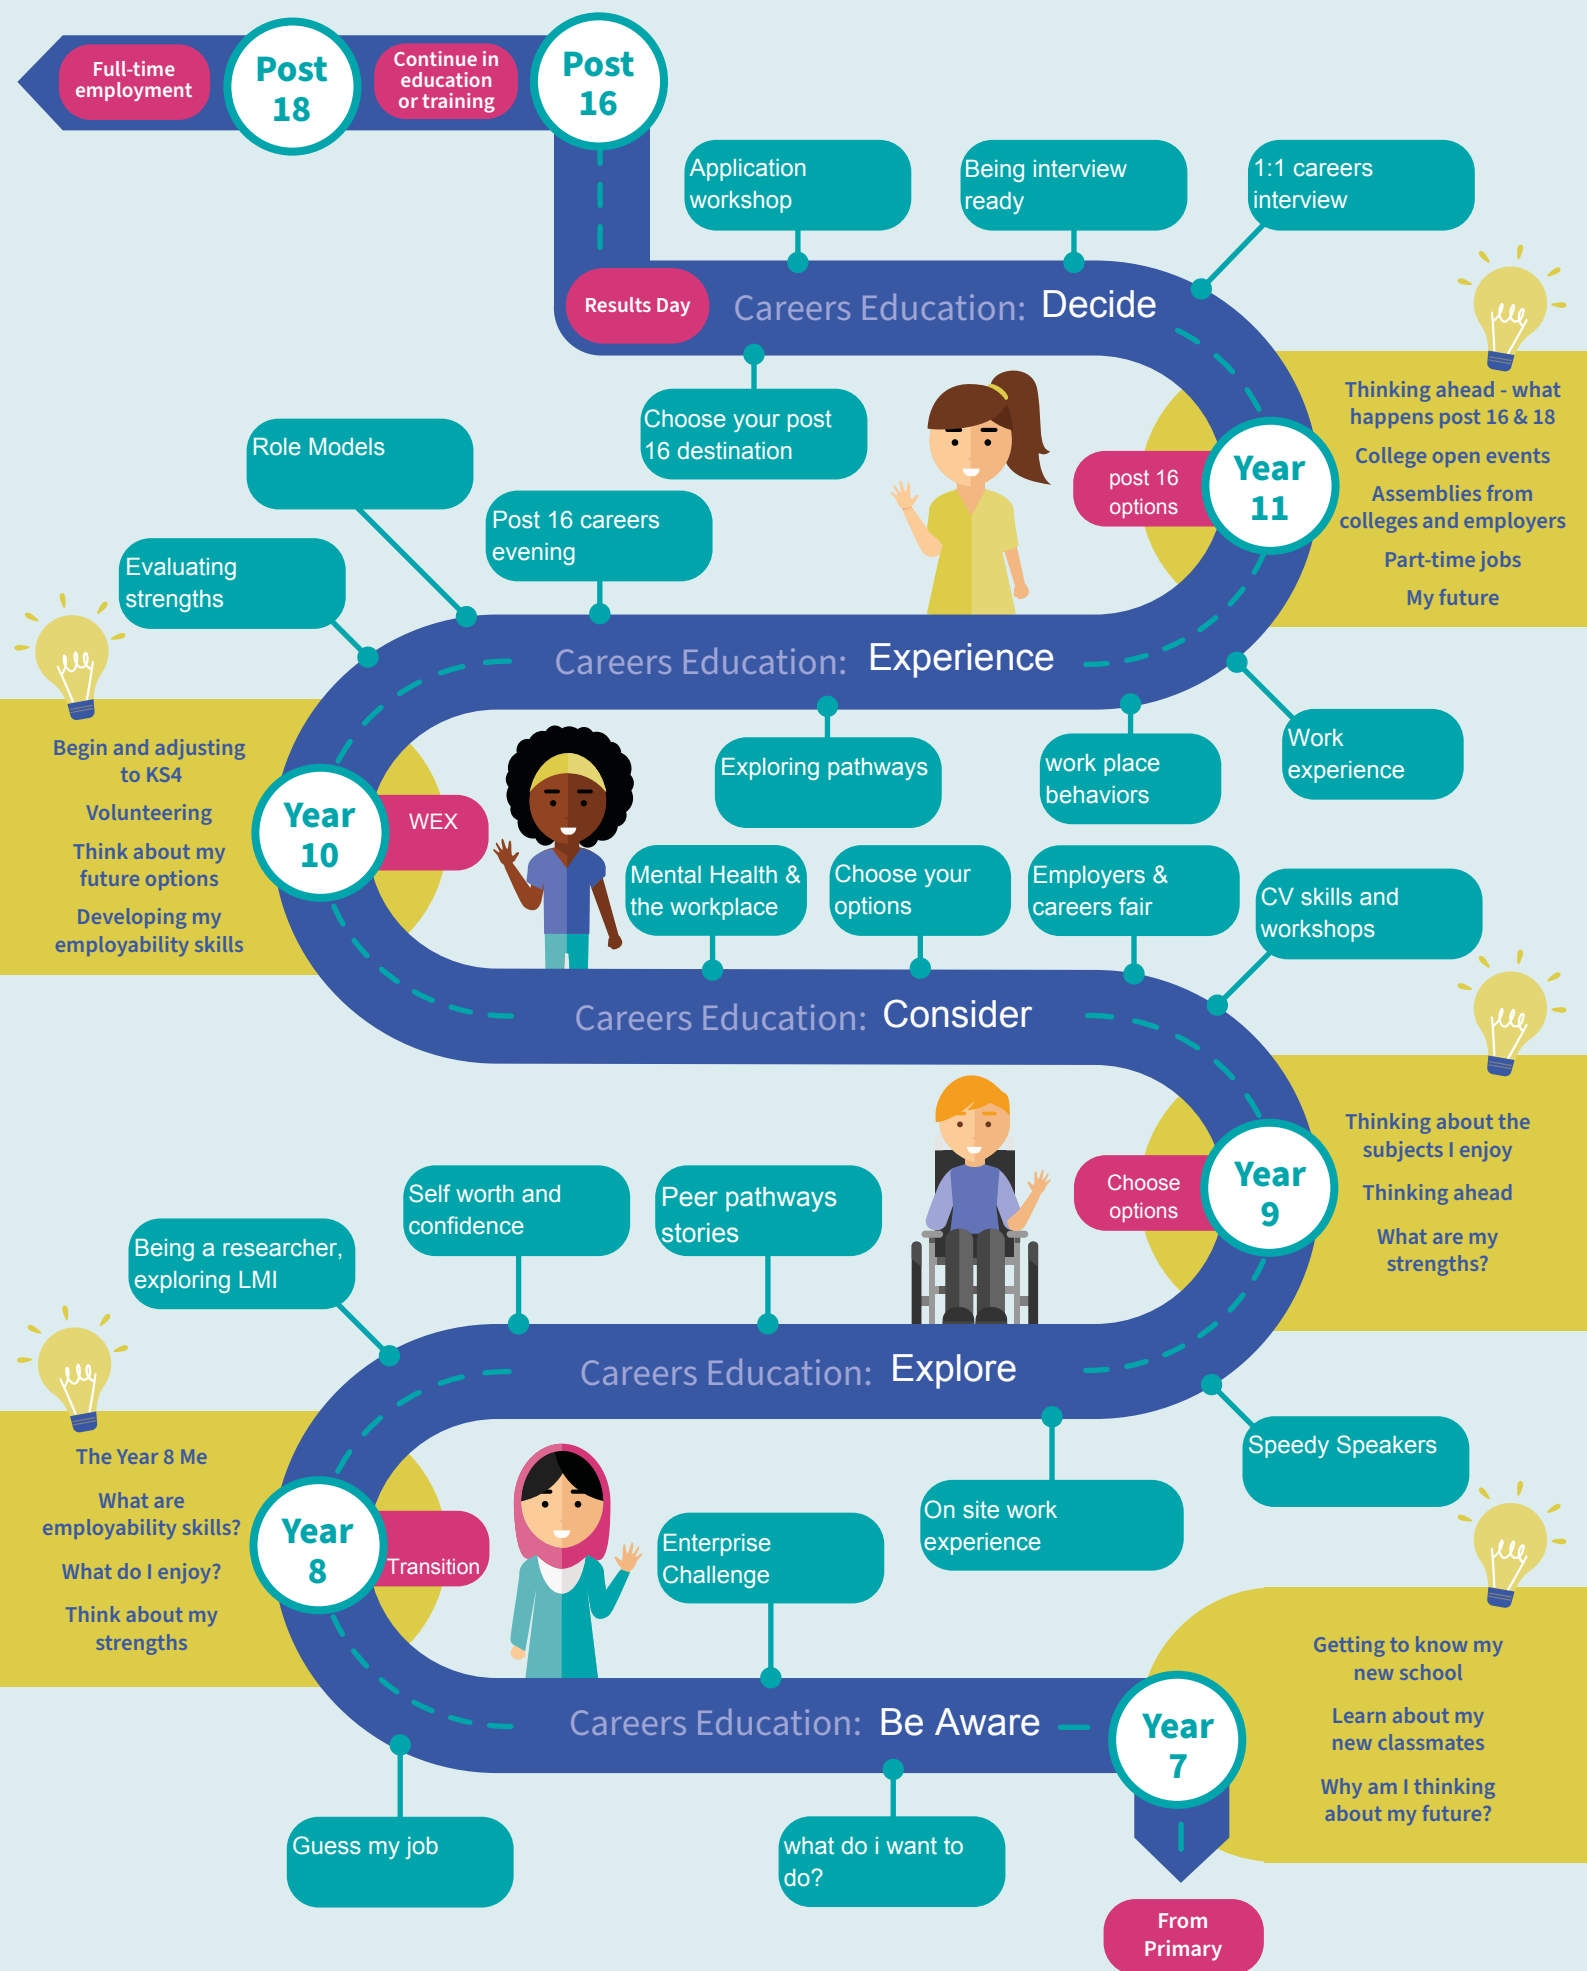 Full-time
employment
Post
18
Continue in
education
or training
Post
16
Application
workshop
Being interview
ready
1:1 careers
interview
Results Day
Careers Education: Decide
Choose your post
16 destination
Thinking ahead - what
happens post 16 & 18
College open events
Assemblies from
colleges and employers
Part-time jobs
My future
post 16
options
Year
11
Role Models
Post 16 careers
evening
Evaluating
strengths
Careers Education: Experience
Exploring pathways
work place
behaviors
Work
experience
Begin and adjusting
to KS4
Volunteering
Think about my
future options
Developing my
employability skills
Year
10
WEX
Mental Health &
the workplace
Choose your
options
Employers &
careers fair
CV skills and
workshops
Careers Education: Consider
Thinking about the
subjects I enjoy
Thinking ahead
What are my
strengths?
Choose
options
Year
9
Self worth and
confidence
Peer pathways
stories
Being a researcher,
exploring LMI
Careers Education: Explore
Speedy Speakers
On site work
experience
The Year 8 Me
What are
employability skills?
What do I enjoy?
Think about my
strengths
Year
8
Transition
Enterprise
Challenge
Careers Education: Be Aware
Year
7
Getting to know my
new school
Learn about my
new classmates
Why am I thinking
about my future?
Guess my job
what do i want to
do?
From
Primary